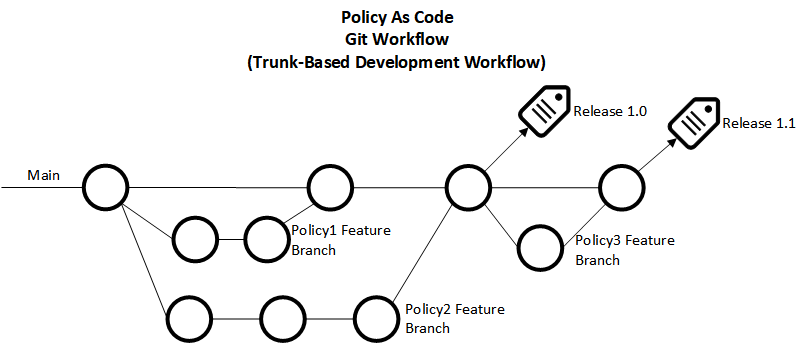 Policy As Code
Git Workflow
(Trunk-Based Development Workflow)
Release 1.0
Release 1.1
Main
Policy1 Feature
Branch
Policy3 Feature
Branch
Policy2 Feature
Branch